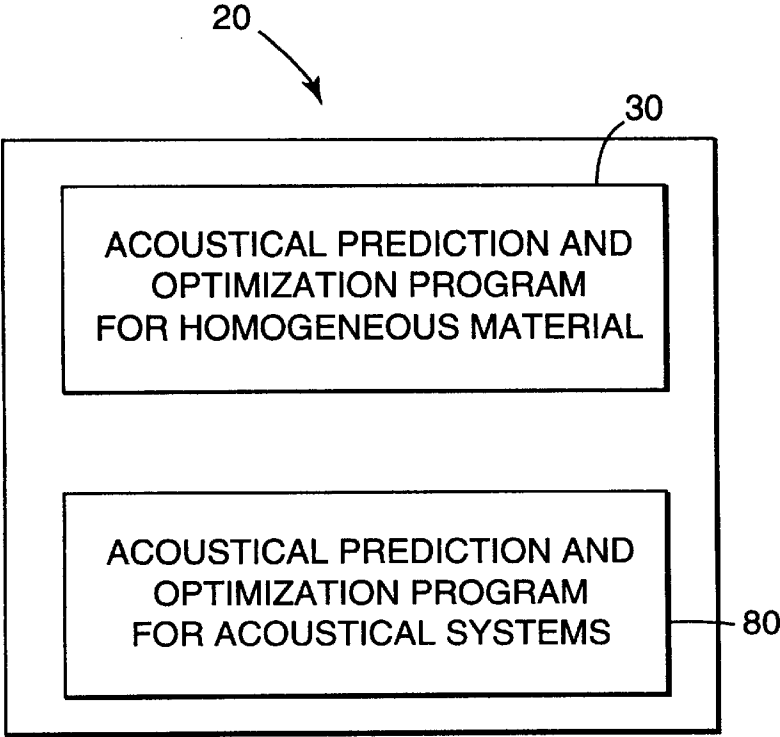 20
30
ACOUSTICAL PREDICTION AND
OPTIMIZATION PROGRAM
FOR HOMOGENEOUS MATERIAL
ACOUSTICAL PREDICTION AND
OPTIMIZATION PROGRAM
FOR ACOUSTICAL SYSTEMS
80